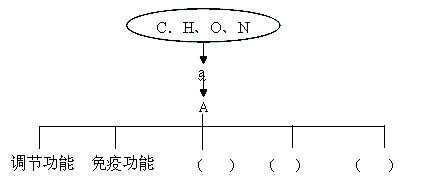 C．H、O、N
a
A
调节功能 免疫功能 （ ） （ ） （ ）